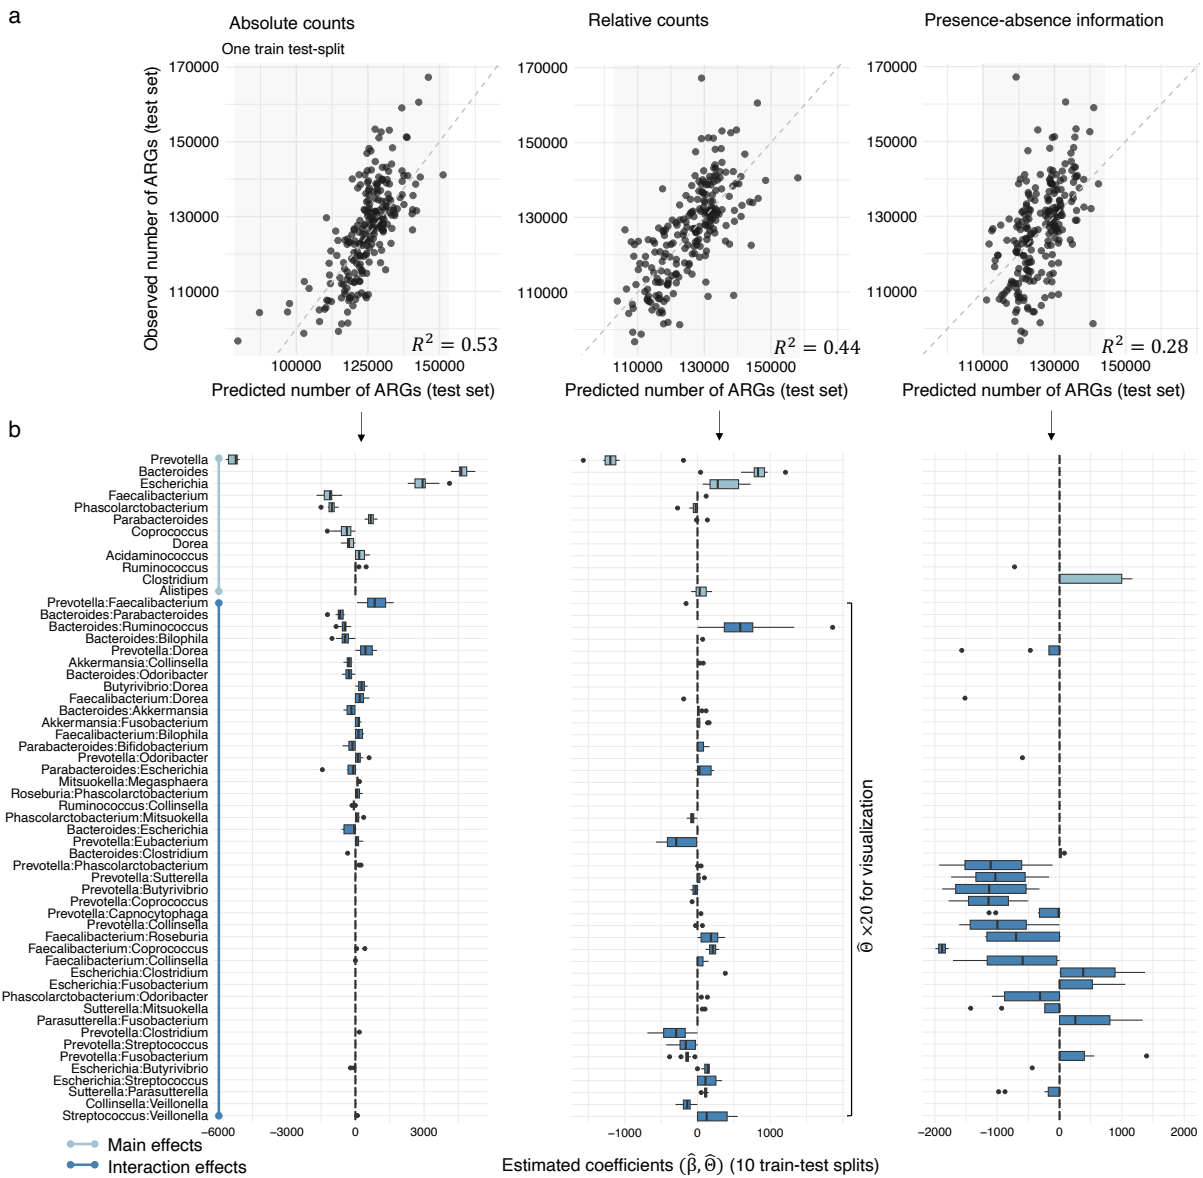 a
Absolute counts
Relative counts
Presence-absence information
One train test-split
Observed number of ARGs (test set)
170000
150000
130000
110000
R² = 0.53
100000 125000 150000
Predicted number of ARGs (test set)
170000
150000
130000
110000
R² = 0.44
110000 130000 150000
Predicted number of ARGs (test set)
170000
150000
130000
110000
R² = 0.28
110000 130000 150000
Predicted number of ARGs (test set)
b
Prevotella
Bacteroides
Escherichia
Faecalibacterium
Phascolarctobacterium
Parabacteroides
Coprococcus
Dorea
Acidaminococcus
Ruminococcus
Clostridium
Alistipes
Prevotella:Faecalibacterium
Bacteroides:Parabacteroides
Bacteroides:Ruminococcus
Bacteroides:Bilophila
Prevotella:Dorea
Akkermansia:Collinsella
Bacteroides:Odoribacter
Butyrivibrio:Dorea
Faecalibacterium:Dorea
Bacteroides:Akkermansia
Akkermansia:Fusobacterium
Faecalibacterium:Bilophila
Parabacteroides:Bifidobacterium
Prevotella:Odoribacter
Parabacteroides:Escherichia
Mitsuokella:Megasphaera
Roseburia:Phascolarctobacterium
Ruminococcus:Collinsella
Phascolarctobacterium:Mitsuokella
Bacteroides:Escherichia
Prevotella:Eubacterium
Bacteroides:Clostridium
Prevotella:Phascolarctobacterium
Prevotella:Sutterella
Prevotella:Butyrivibrio
Prevotella:Coprococcus
Prevotella:Capnocytophaga
Prevotella:Collinsella
Faecalibacterium:Roseburia
Faecalibacterium:Coprococcus
Faecalibacterium:Collinsella
Escherichia:Clostridium
Escherichia:Fusobacterium
Phascolarctobacterium:Odoribacter
Sutterella:Mitsuokella
Parasutterella:Fusobacterium
Prevotella:Clostridium
Prevotella:Streptococcus
Prevotella:Fusobacterium
Escherichia:Butyrivibrio
Escherichia:Streptococcus
Sutterella:Parasutterella
Collinsella:Veillonella
Streptococcus:Veillonella
Θ̂ ×20 for visualization
−6000 −3000 0 3000
−1000 0 1000
−2000 −1000 0 1000 2000
Main effects
Interaction effects
Estimated coefficients (β̂, Θ̂) (10 train-test splits)